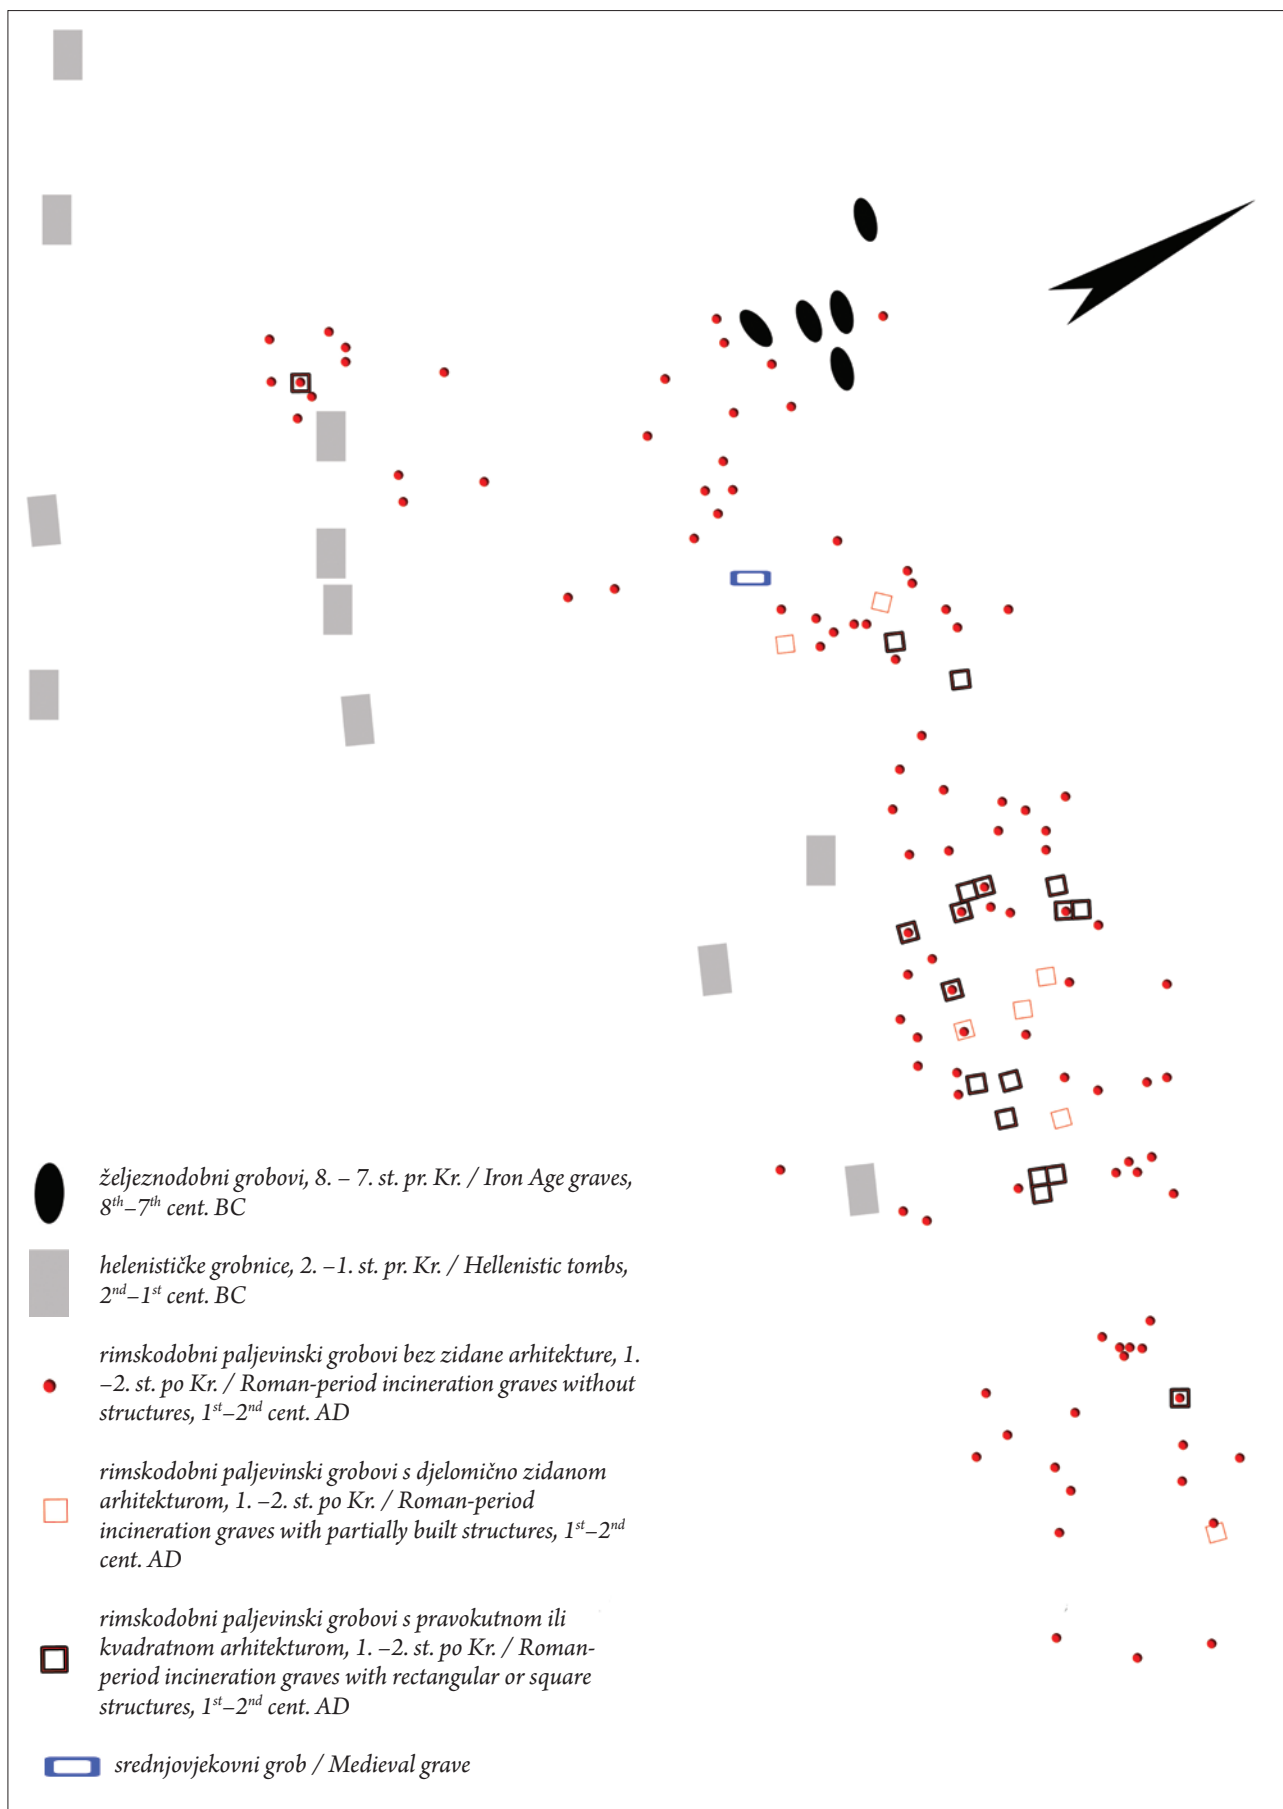 željeznodobni grobovi, 8. – 7. st. pr. Kr. / Iron Age graves,
8th–7th cent. BC
helenističke grobnice, 2. –1. st. pr. Kr. / Hellenistic tombs,
2nd–1st cent. BC
rimskodobni paljevinski grobovi bez zidane arhitekture, 1.
–2. st. po Kr. / Roman-period incineration graves without
structures, 1st–2nd cent. AD
rimskodobni paljevinski grobovi s djelomično zidanom
arhitekturom, 1. –2. st. po Kr. / Roman-period
incineration graves with partially built structures, 1st–2nd
cent. AD
rimskodobni paljevinski grobovi s pravokutnom ili
kvadratnom arhitekturom, 1. –2. st. po Kr. / Roman-
period incineration graves with rectangular or square
structures, 1st–2nd cent. AD
srednjovjekovni grob / Medieval grave